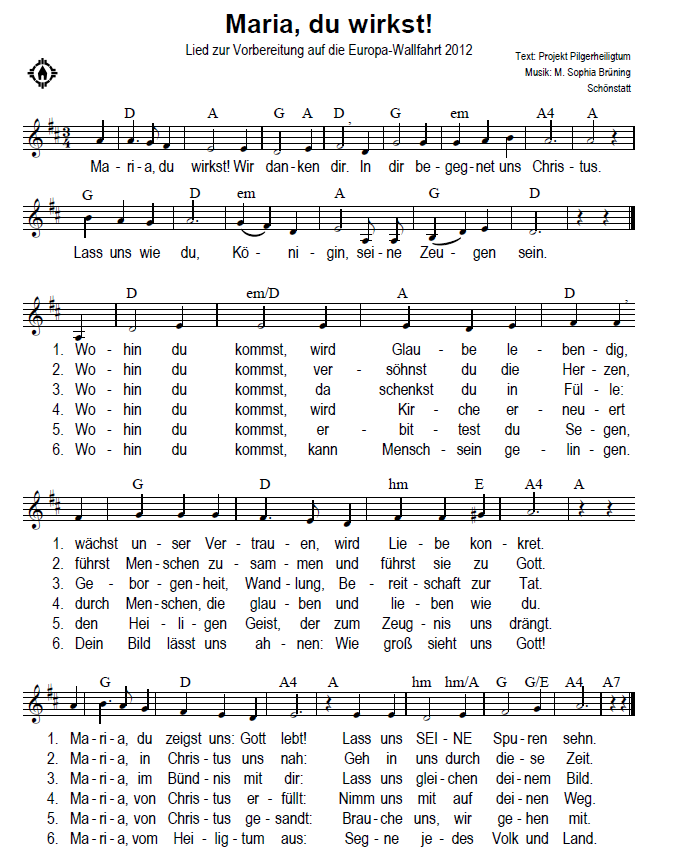 Maria, du wirkst!
Lied zur Vorbereitung auf die Europa-Wallfahrt 2012
Text: Projekt Pilgerheiligtum
Musik: M. Sophia Brüning
Schönstatt
D A G A D G em A4 A
3/4
Ma - ri - a, du wirkst! Wir dan - ken dir. In dir be - geg - net uns Chris - tus.
G D em A G D
Lass uns wie du, Kö - ni - gin, sei - ne Zeu - gen sein.
D em/D A D
1. Wo - hin du kommst, wird Glau - be le - ben - dig,
2. Wo - hin du kommst, ver - söhnst du die Her - zen,
3. Wo - hin du kommst, da schenkst du in Fül - le:
4. Wo - hin du kommst, wird Kir - che er - neu - ert
5. Wo - hin du kommst, er - bit - test du Se - gen,
6. Wo - hin du kommst, kann Mensch - sein ge - lin - gen.
G D hm E A4 A
1. wächst un - ser Ver - trau - en, wird Lie - be kon - kret.
2. führst Men - schen zu - sam - men und führst sie zu Gott.
3. Ge - bor - gen - heit, Wand - lung, Be - reit - schaft zur Tat.
4. durch Men - schen, die glau - ben und lie - ben wie du.
5. den Hei - li - gen Geist, der zum Zeug - nis uns drängt.
6. Dein Bild lässt uns ah - nen: Wie groß sieht uns Gott!
G D A4 A hm hm/A G G/E A4 A7
1. Ma - ri - a, du zeigst uns: Gott lebt! Lass uns SEI - NE Spu - ren sehn.
2. Ma - ri - a, in Chris - tus uns nah: Geh in uns durch die - se Zeit.
3. Ma - ri - a, im Bünd - nis mit dir: Lass uns glei - chen dei - nem Bild.
4. Ma - ri - a, von Chris - tus er - füllt: Nimm uns mit auf dei - nen Weg.
5. Ma - ri - a, von Chris - tus ge - sandt: Brau - che uns, wir ge - hen mit.
6. Ma - ri - a, vom Hei - lig - tum aus: Seg - ne je - des Volk und Land.